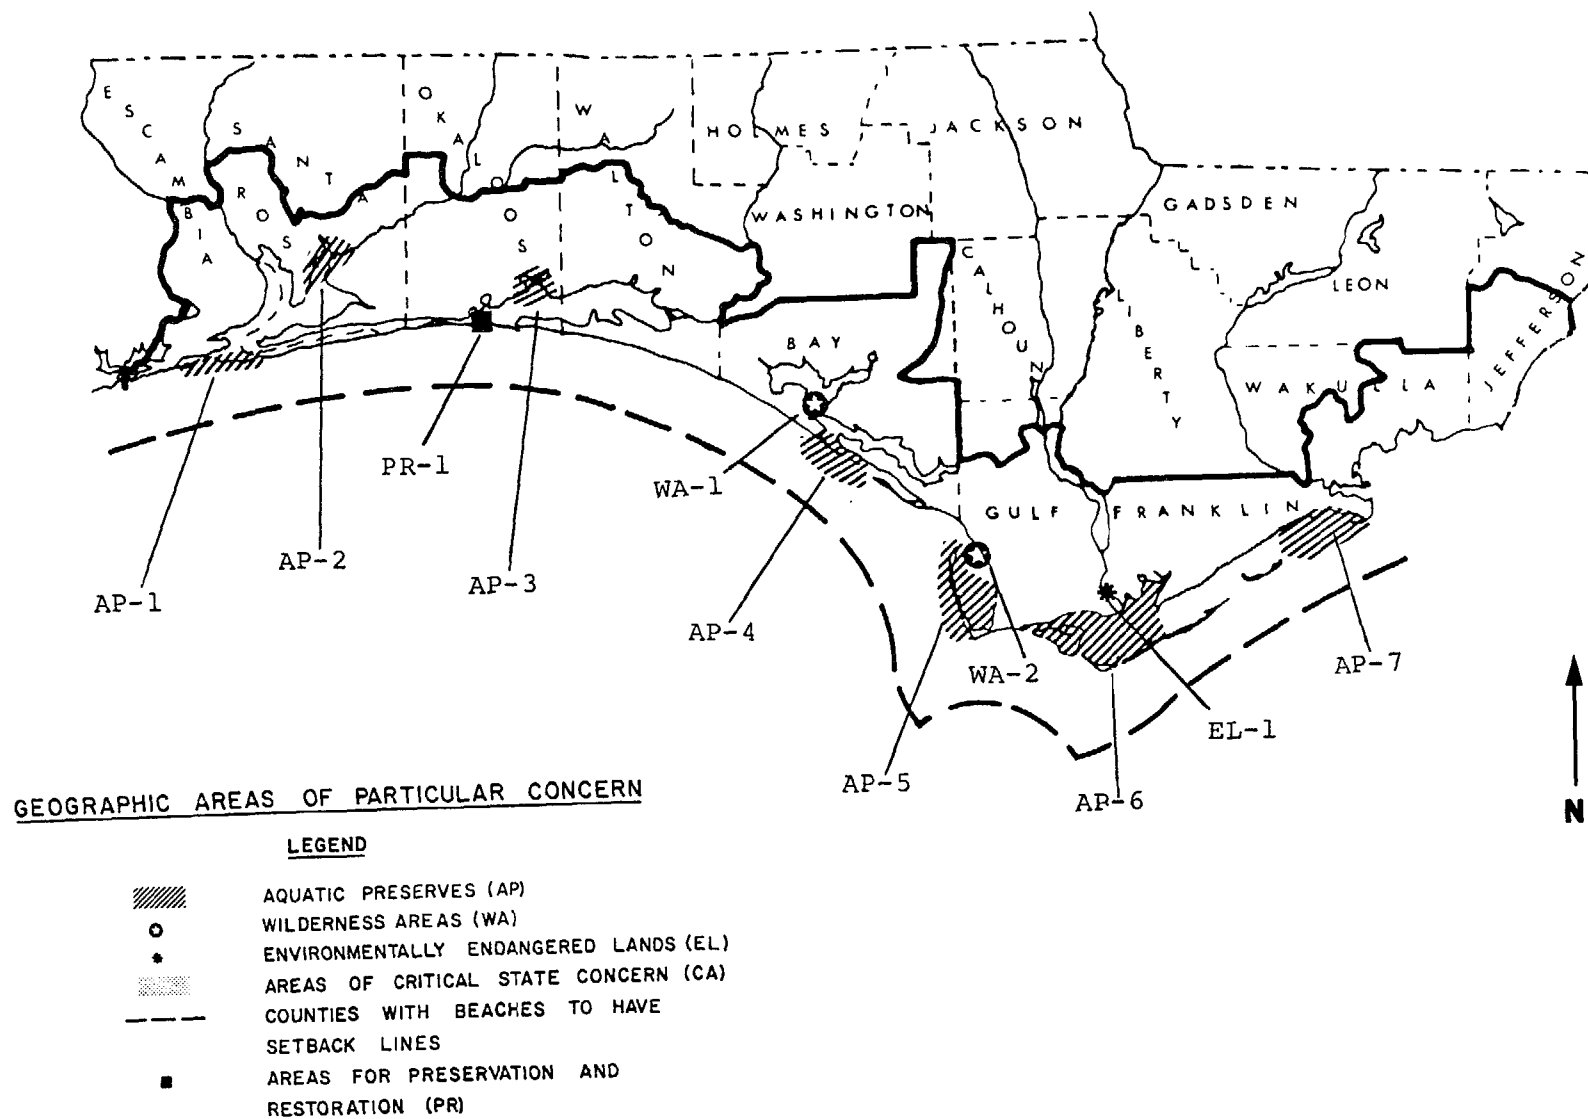 ESCAMBIA
SANTA
ROSA
OKALOOSA
WALTON
HOLMES
JACKSON
WASHINGTON
GADSDEN
CALHOUN
LIBERTY
LEON
JEFFERSON
BAY
WAKULLA
GULF
FRANKLIN
PR-1
WA-1
AP-2
AP-3
AP-1
AP-4
WA-2
AP-7
EL-1
AP-5
AP-6
N
GEOGRAPHIC AREAS OF PARTICULAR CONCERN
LEGEND
AQUATIC PRESERVES (AP)
WILDERNESS AREAS (WA)
ENVIRONMENTALLY ENDANGERED LANDS (EL)
AREAS OF CRITICAL STATE CONCERN (CA)
COUNTIES WITH BEACHES TO HAVE
SETBACK LINES
AREAS FOR PRESERVATION AND
RESTORATION (PR)